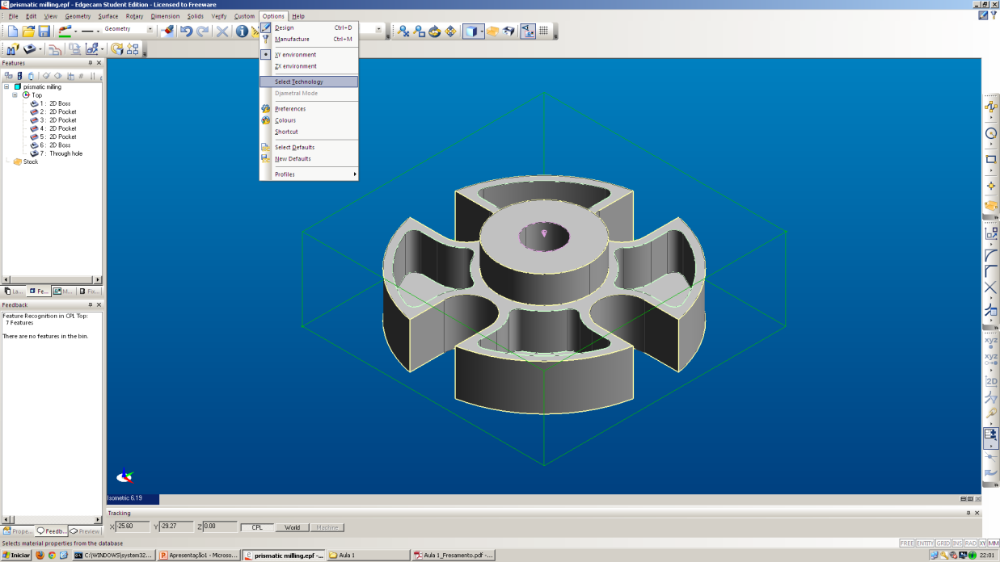 prismatic milling.epf - Edgecam Student Edition - Licensed to Freeware
File Edit View Geometry Surface Rotary Dimension Solids Verify Custom Options Help
Geometry
Design Ctrl-D
Manufacture Ctrl-M
XY environment
ZX environment
Select Technology
Diametral Mode
Preferences
Colours
Shortcut
Select Defaults
New Defaults
Profiles
Features
prismatic milling
Top
1 : 2D Boss
2 : 2D Pocket
3 : 2D Pocket
4 : 2D Pocket
5 : 2D Pocket
6 : 2D Boss
7 : Through hole
Stock
La... Fe... M... Fix...
Feedback
Feature Recognition in CPL Top:
7 Features
There are no features in the bin.
Prope... Feedb... Preview
Isometric 6.19
Tracking
X -25.60 Y -29.27 Z 0.00 CPL World Machine
xyz
xyz
2D
Selects material properties from the database
FREE ENTITY GRID INS RAD XY MM
Iniciar C:\WINDOWS\system32... Apresentação1 - Microso... prismatic milling.epf -... Aula 1 Aula 1_Fresamento.pdf -... 22:01